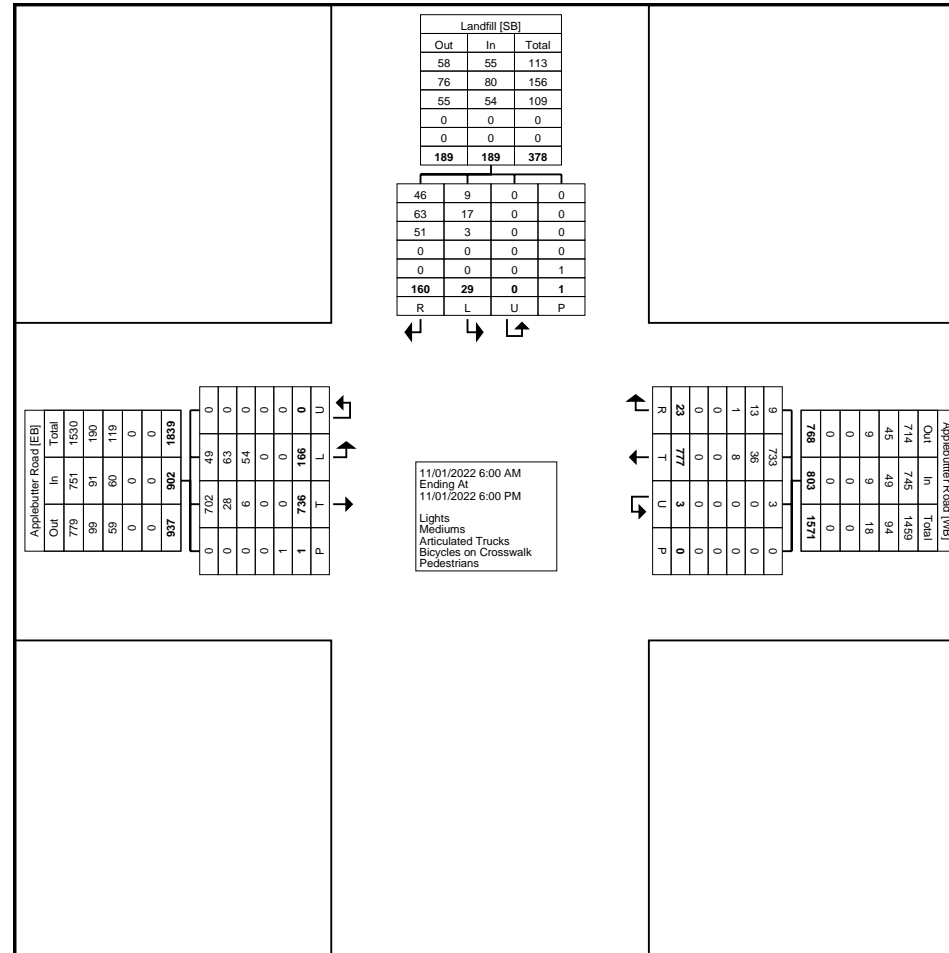 Landfill [SB]
Out In Total
58 55 113
76 80 156
55 54 109
0 0 0
0 0 0
189 189 378
46 9 0 0
63 17 0 0
51 3 0 0
0 0 0 0
0 0 0 1
160 29 0 1
R L U P
Applebutter Road [EB]
Out In Total
779 751 1530
99 91 190
59 60 119
0 0 0
0 0 0
937 902 1839
0 702 49 0
0 28 63 0
0 6 54 0
0 0 0 0
1 0 0 0
1 736 166 0
P T L U
11/01/2022 6:00 AM
Ending At
11/01/2022 6:00 PM
Lights
Mediums
Articulated Trucks
Bicycles on Crosswalk
Pedestrians
Applebutter Road [WB]
Out In Total
714 745 1459
45 49 94
9 9 18
0 0 0
0 0 0
768 803 1571
9 733 3 0
13 36 0 0
1 8 0 0
0 0 0 0
0 0 0 0
23 777 3 0
R T U P